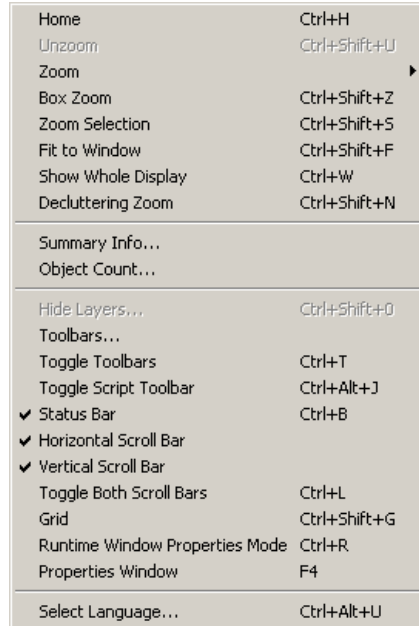 Home Ctrl+H
Unzoom Ctrl+Shift+U
Zoom
Box Zoom Ctrl+Shift+Z
Zoom Selection Ctrl+Shift+S
Fit to Window Ctrl+Shift+F
Show Whole Display Ctrl+W
Decluttering Zoom Ctrl+Shift+N
Summary Info...
Object Count...
Hide Layers... Ctrl+Shift+0
Toolbars...
Toggle Toolbars Ctrl+T
Toggle Script Toolbar Ctrl+Alt+J
Status Bar Ctrl+B
Horizontal Scroll Bar
Vertical Scroll Bar
Toggle Both Scroll Bars Ctrl+L
Grid Ctrl+Shift+G
Runtime Window Properties Mode Ctrl+R
Properties Window F4
Select Language... Ctrl+Alt+U